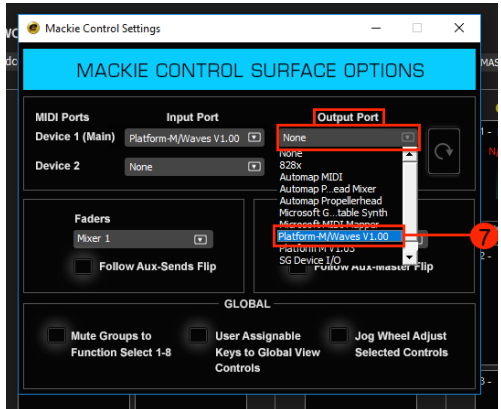 Mackie Control Settings
MACKIE CONTROL SURFACE OPTIONS
MIDI Ports
Input Port
Output Port
Device 1 (Main)
Platform-M/Waves V1.00
None
Device 2
None
None
828x
Automap MIDI
Automap P...ead Mixer
Automap Propellerhead
Microsoft G...table Synth
Microsoft MIDI Mapper
Platform-M/Waves V1.00
Platform M V1.03
SG Device I/O
7
Faders
Mixer 1
Follow Aux-Sends Flip
Follow Aux-Master Flip
GLOBAL
Mute Groups to
Function Select 1-8
User Assignable
Keys to Global View
Controls
Jog Wheel Adjust
Selected Controls
MAS
1 -
2 -
3 -